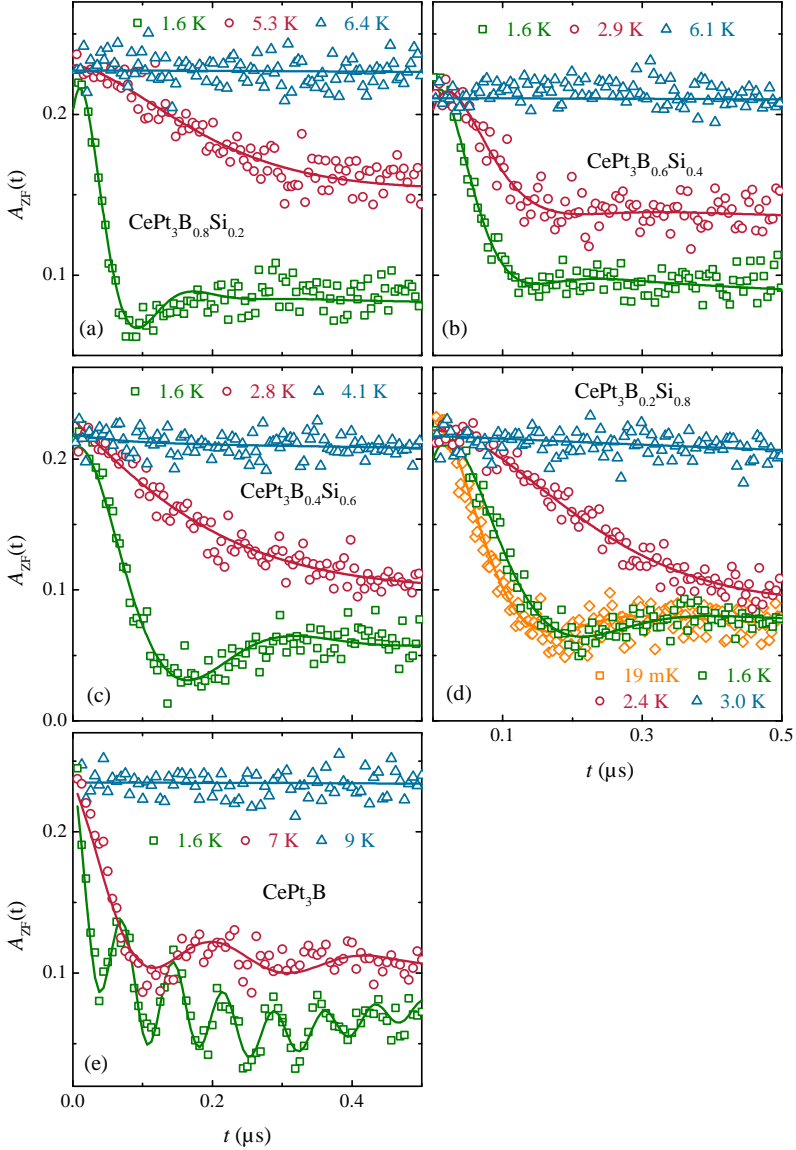 1.6 K 5.3 K 6.4 K
0.2
0.1
A_ZF(t)
CePt₃B₀.₈Si₀.₂
(a)
1.6 K 2.9 K 6.1 K
CePt₃B₀.₆Si₀.₄
(b)
1.6 K 2.8 K 4.1 K
0.2
0.1
0.0
A_ZF(t)
CePt₃B₀.₄Si₀.₆
(c)
CePt₃B₀.₂Si₀.₈
19 mK 1.6 K
2.4 K 3.0 K
(d)
0.1 0.3 0.5
t (µs)
0.2
0.1
A_ZF(t)
1.6 K 7 K 9 K
CePt₃B
(e)
0.0 0.2 0.4
t (µs)